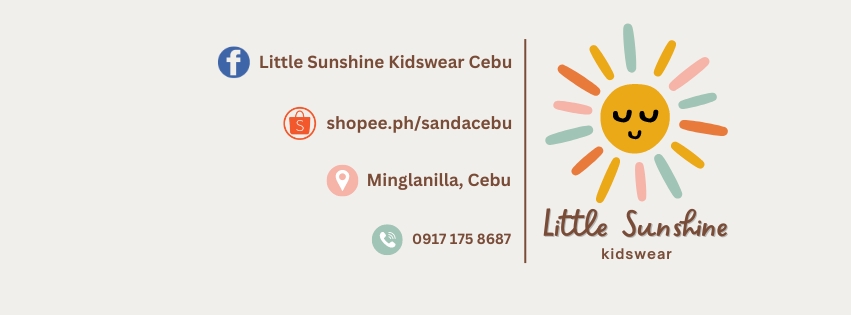 Little Sunshine Kidswear Cebu
shopee.ph/sandacebu
Minglanilla, Cebu
0917 175 8687
Little Sunshine
kidswear